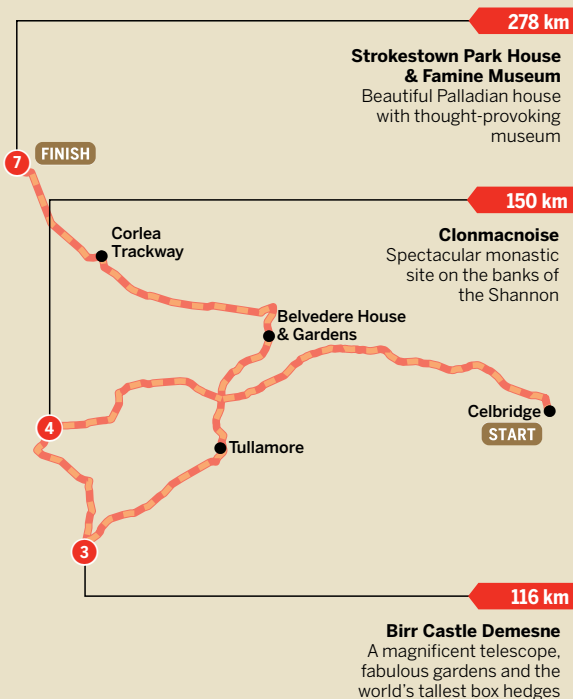 278 km
Strokestown Park House
& Famine Museum
Beautiful Palladian house
with thought-provoking
museum
7
FINISH
150 km
Clonmacnoise
Spectacular monastic
site on the banks of
the Shannon
Corlea
Trackway
Belvedere House
& Gardens
Celbridge
START
4
Tullamore
3
116 km
Birr Castle Demesne
A magnificent telescope,
fabulous gardens and the
world's tallest box hedges